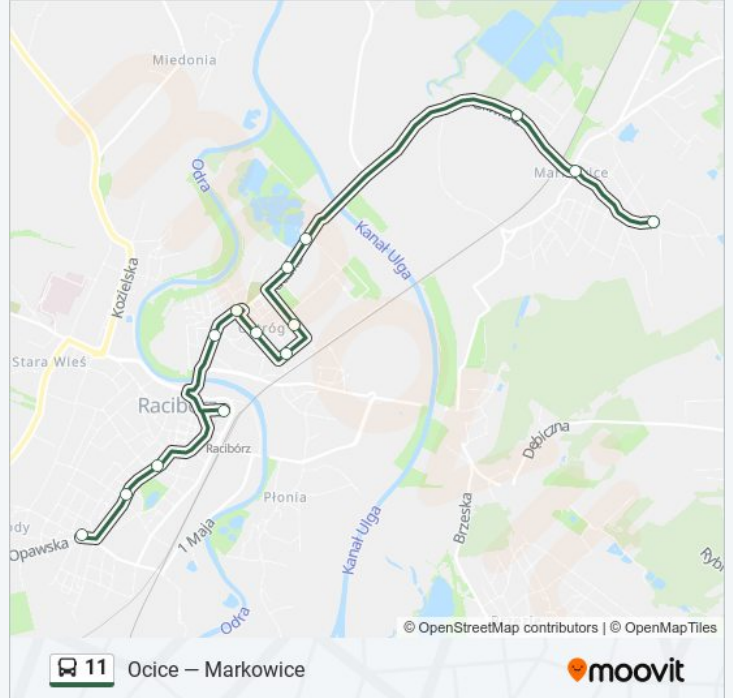 Miedonia
Odra
Markowice
Kanał Ulga
Kozielska
Stara Wieś
Racibórz
Dębiczna
Płonia
Brzeska
Kanał Ulga
1 Maja
Opawska
Odra
© OpenStreetMap contributors | © OpenMapTiles
11 Ocice — Markowice
moovit